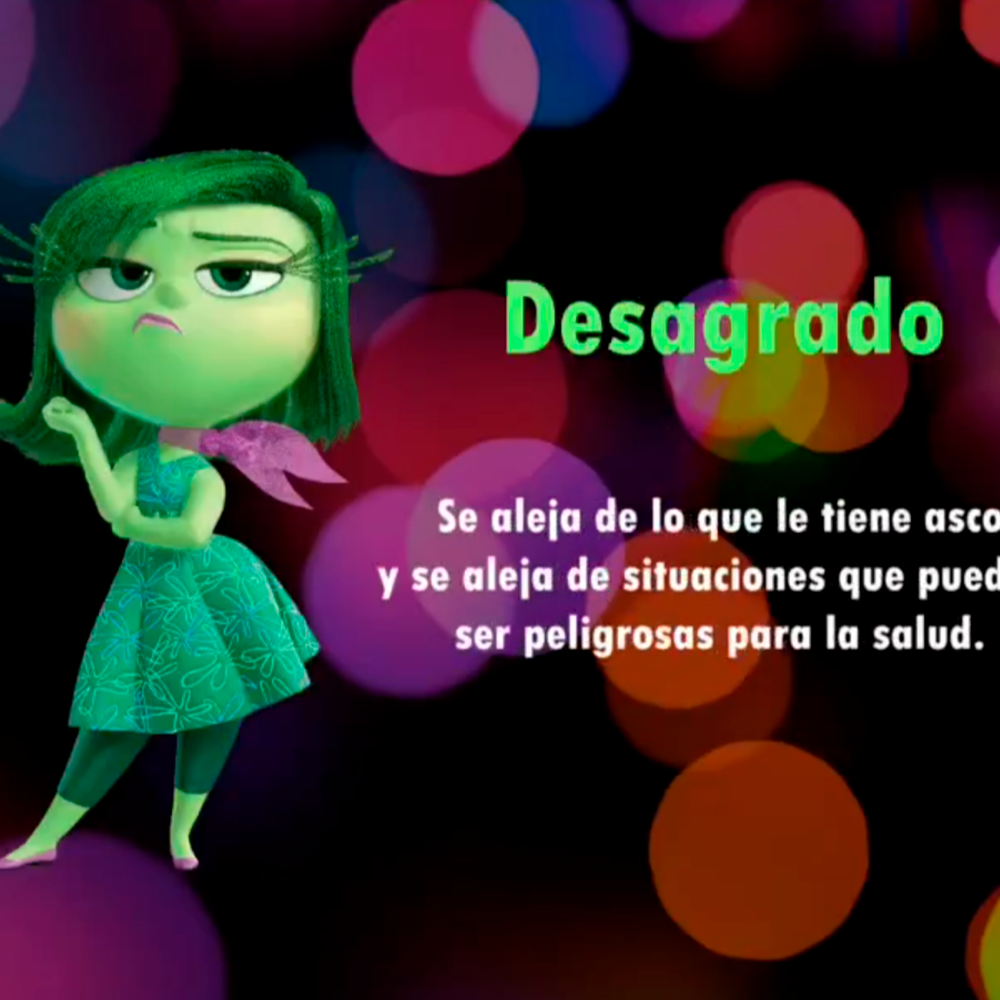 Desagrado
Se aleja de lo que le tiene asco
y se aleja de situaciones que pued
ser peligrosas para la salud.